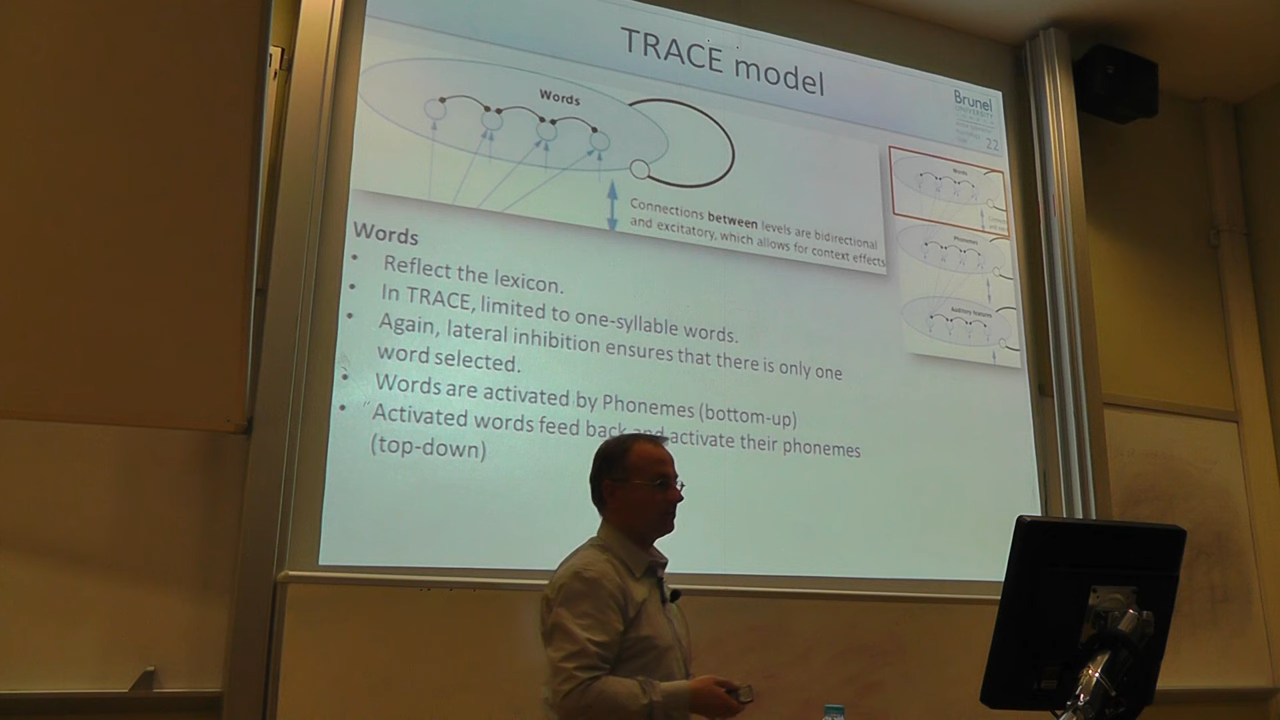 TRACE model
Brunel
UNIVERSITY
22
Words
Connections between levels are bidirectional
and excitatory, which allows for context effects
Words
Phonemes
Auditory features
Words
• Reflect the lexicon.
• In TRACE, limited to one-syllable words.
• Again, lateral inhibition ensures that there is only one
word selected.
• Words are activated by Phonemes (bottom-up)
• Activated words feed back and activate their phonemes
(top-down)